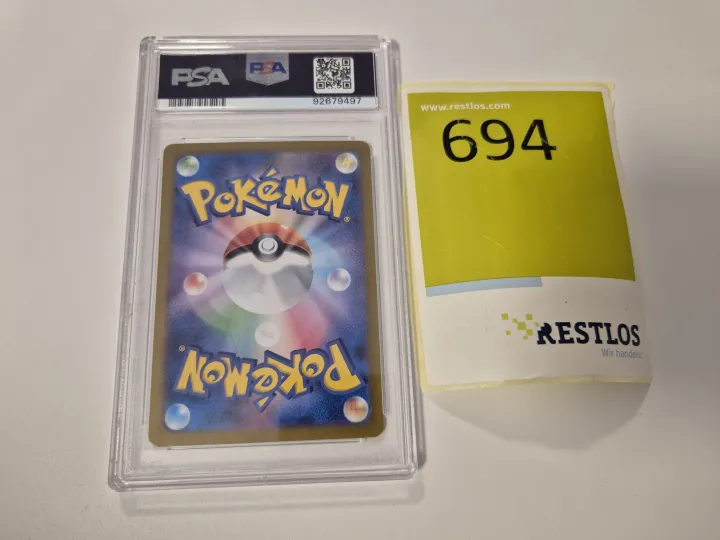 PSA
PSA
92679497
POKéMON
POKéMON
www.restlos.com
694
RESTLOS
Wir handeln.